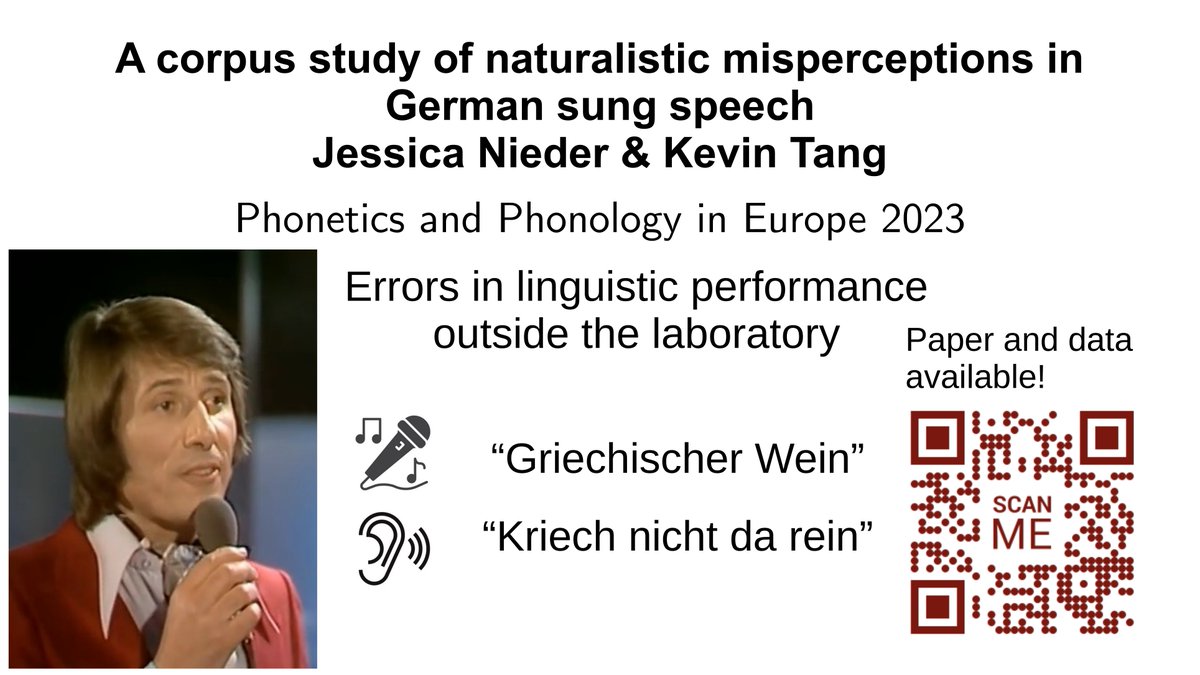 A corpus study of naturalistic misperceptions in
German sung speech
Jessica Nieder & Kevin Tang
Phonetics and Phonology in Europe 2023
Errors in linguistic performance
outside the laboratory
Paper and data
available!
“Griechischer Wein”
“Kriech nicht da rein”
SCAN
ME